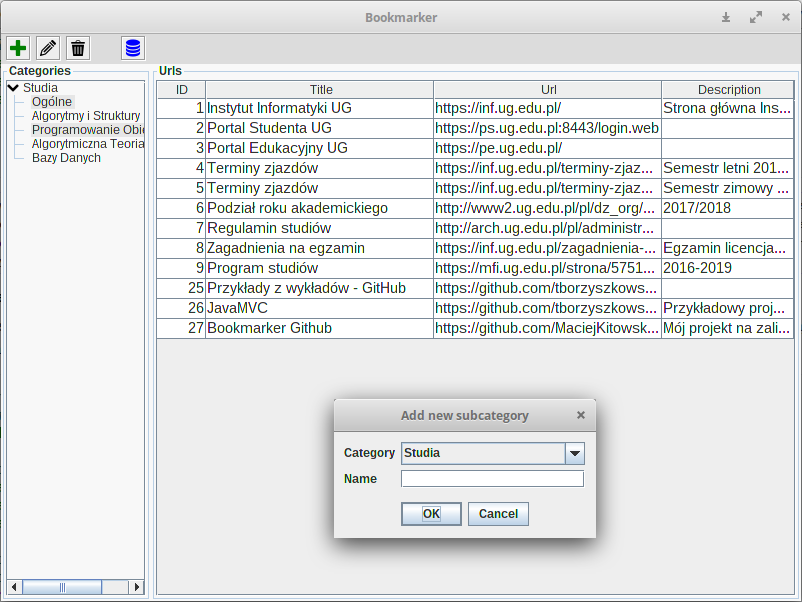 Bookmarker
Categories
Studia
Ogólne
Algorytmy i Struktury
Programowanie Obie
Algorytmiczna Teoria
Bazy Danych
Urls
ID Title Url Description
1 Instytut Informatyki UG https://inf.ug.edu.pl/ Strona główna Ins...
2 Portal Studenta UG https://ps.ug.edu.pl:8443/login.web
3 Portal Edukacyjny UG https://pe.ug.edu.pl/
4 Terminy zjazdów https://inf.ug.edu.pl/terminy-zjaz... Semestr letni 201...
5 Terminy zjazdów https://inf.ug.edu.pl/terminy-zjaz... Semestr zimowy ...
6 Podział roku akademickiego http://www2.ug.edu.pl/pl/dz_org/... 2017/2018
7 Regulamin studiów http://arch.ug.edu.pl/pl/administr...
8 Zagadnienia na egzamin https://inf.ug.edu.pl/zagadnienia-... Egzamin licencja...
9 Program studiów https://mfi.ug.edu.pl/strona/5751... 2016-2019
25 Przykłady z wykładów - GitHub https://github.com/tborzyszkows...
26 JavaMVC https://github.com/tborzyszkows... Przykładowy proj...
27 Bookmarker Github https://github.com/MaciejKitowsk... Mój projekt na zali...
Add new subcategory
Category Studia
Name
OK Cancel